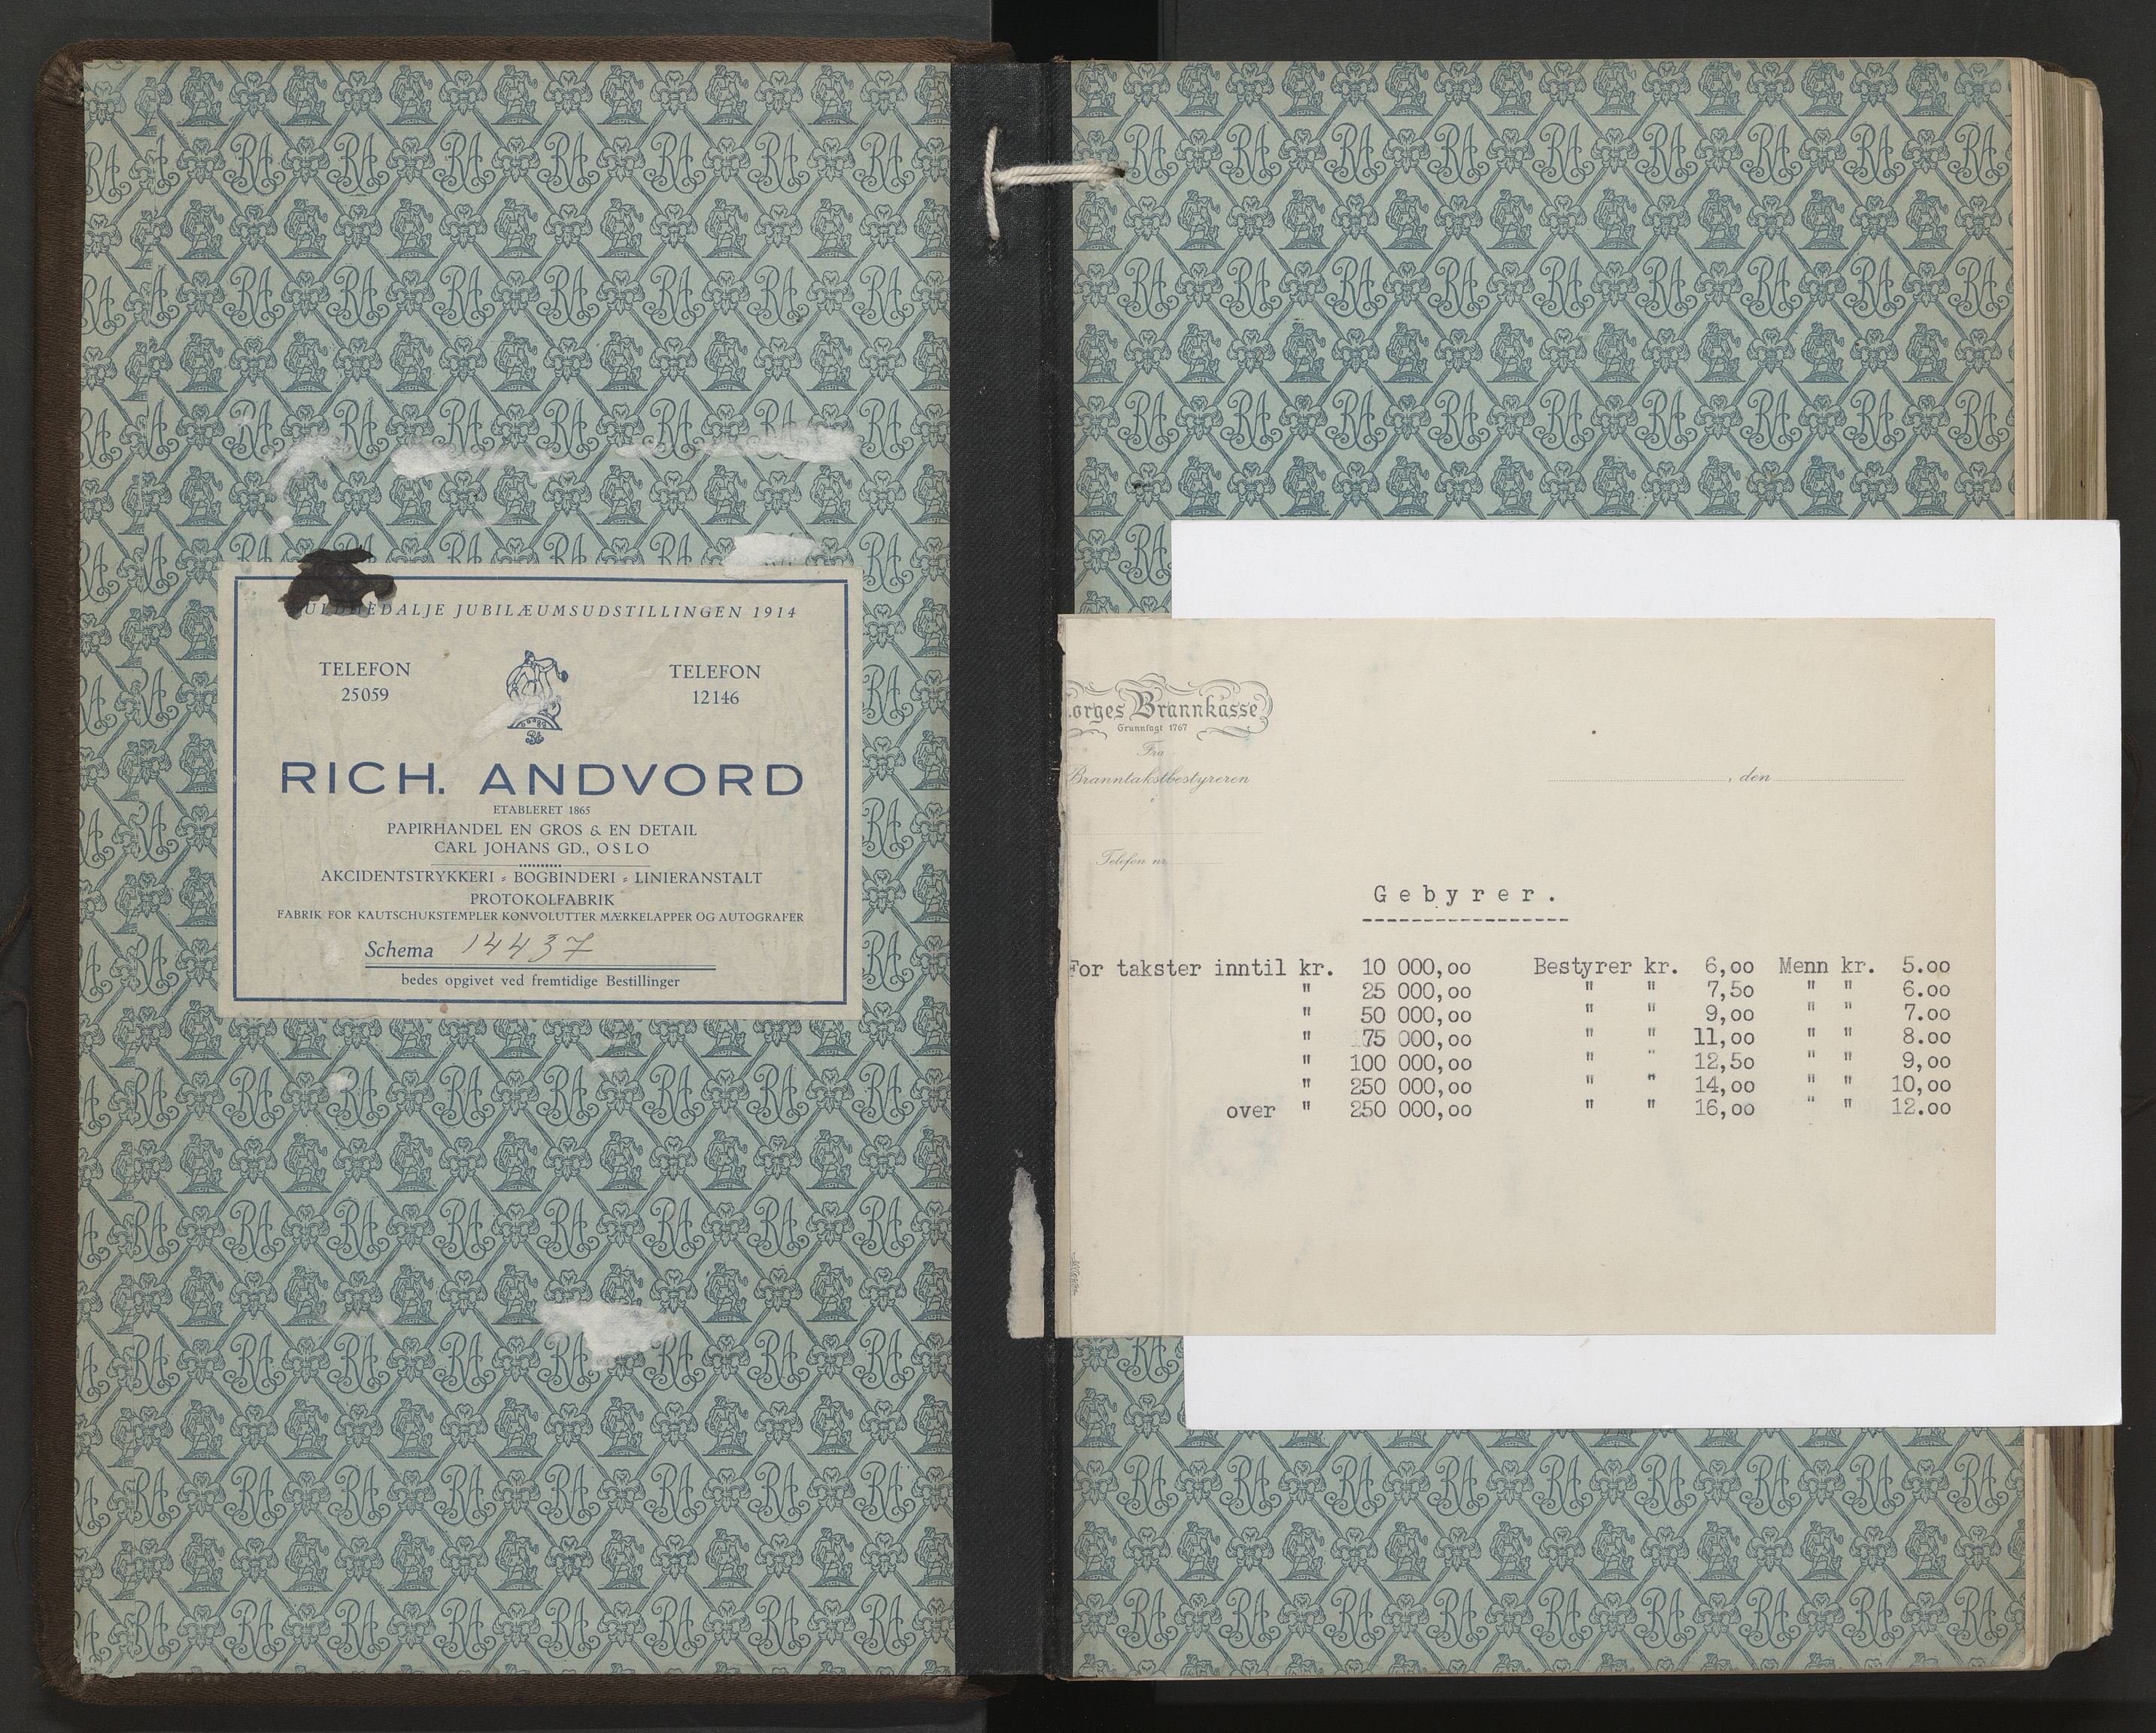 GULDMEDALJE JUBILÆUMSUDSTILLINGEN 1914
TELEFON
25059
TELEFON
12146
RICH. ANDVORD
ETABLERET 1865
PAPIRHANDEL EN GROS & EN DETAIL
CARL JOHANS GD., OSLO
AKCIDENTSTRYKKERI - BOGBINDERI - LINIERANSTALT
PROTOKOLFABRIK
FABRIK FOR KAUTSCHUKSTEMPLER KONVOLUTTER MÆRKELAPPER OG AUTOGRAFER
Schema 14437
bedes opgivet ved fremtidige Bestillinger
orges Brannkasse
Grunnlagt 1767
Fra
Branntakstbestyreren
i
, den
Telefon nr.
Gebyrer.
For takster inntil kr. 10 000,00 Bestyrer kr. 6,00 Menn kr. 5.00
" 25 000,00 " " 7,50 " " 6.00
" 50 000,00 " " 9,00 " " 7.00
" 75 000,00 " " 11,00 " " 8.00
" 100 000,00 " " 12,50 " " 9,00
" 250 000,00 " " 14,00 " " 10,00
over " 250 000,00 " " 16,00 " " 12.00